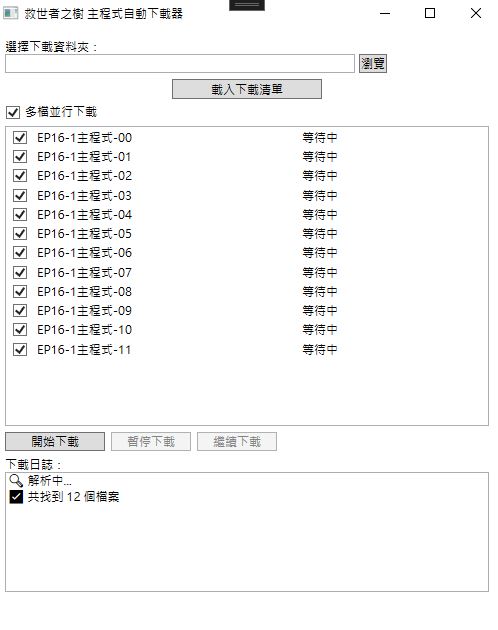 救世者之樹 主程式自動下載器
選擇下載資料夾：
瀏覽
載入下載清單
多檔並行下載
EP16-1主程式-00 等待中
EP16-1主程式-01 等待中
EP16-1主程式-02 等待中
EP16-1主程式-03 等待中
EP16-1主程式-04 等待中
EP16-1主程式-05 等待中
EP16-1主程式-06 等待中
EP16-1主程式-07 等待中
EP16-1主程式-08 等待中
EP16-1主程式-09 等待中
EP16-1主程式-10 等待中
EP16-1主程式-11 等待中
開始下載 暫停下載 繼續下載
下載日誌：
解析中...
共找到 12 個檔案